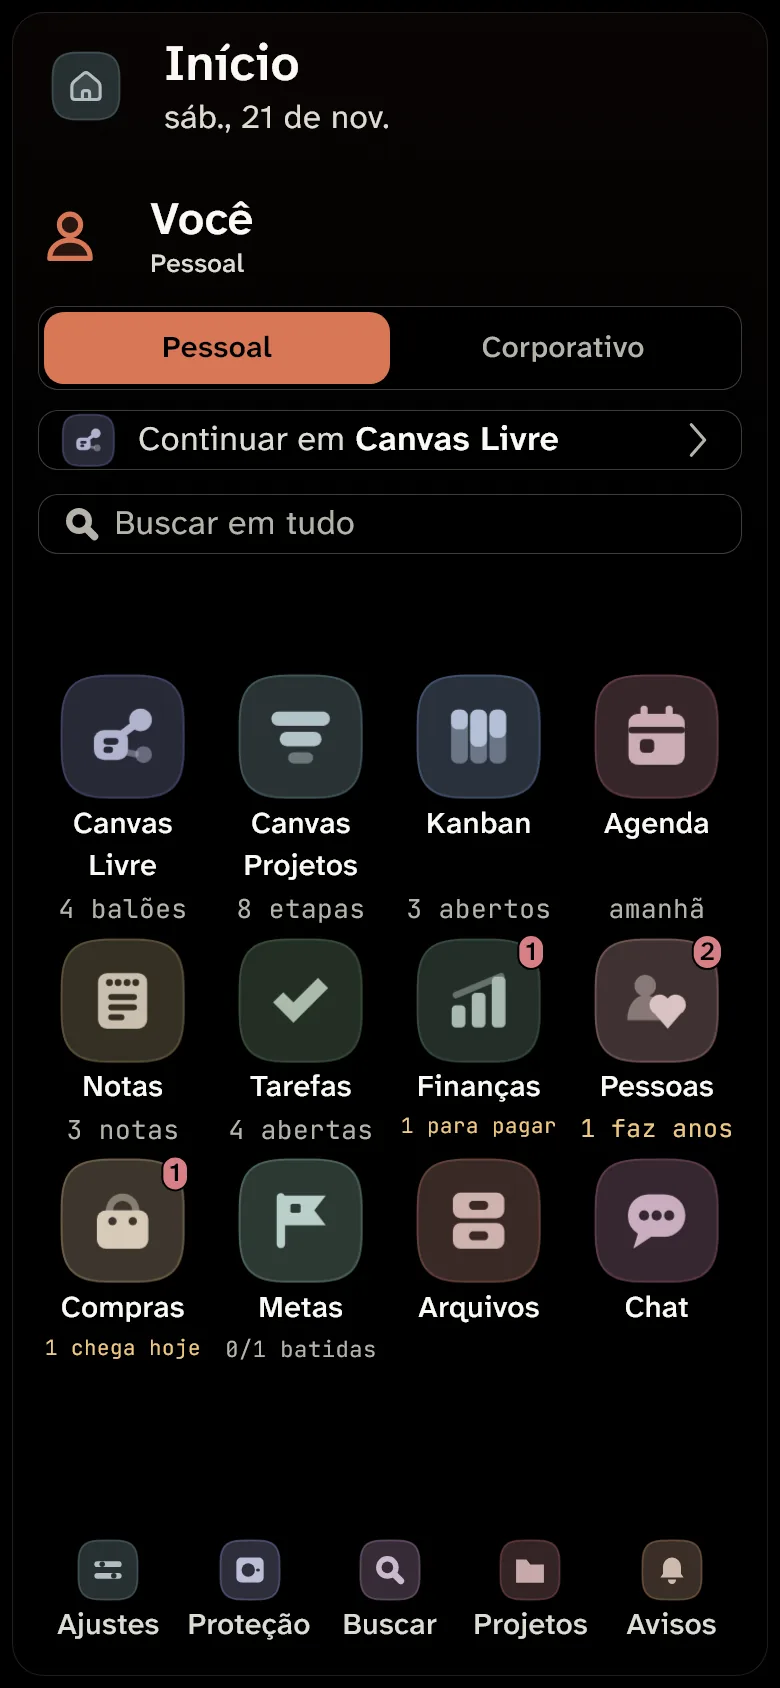 Início
sáb., 21 de nov.
Você
Pessoal
Pessoal Corporativo
Continuar em Canvas Livre
Buscar em tudo
Canvas Livre
4 balões
Canvas Projetos
8 etapas
Kanban
3 abertos
Agenda
amanhã
Notas
3 notas
Tarefas
4 abertas
1
Finanças
1 para pagar
2
Pessoas
1 faz anos
1
Compras
1 chega hoje
Metas
0/1 batidas
Arquivos
Chat
Ajustes Proteção Buscar Projetos Avisos